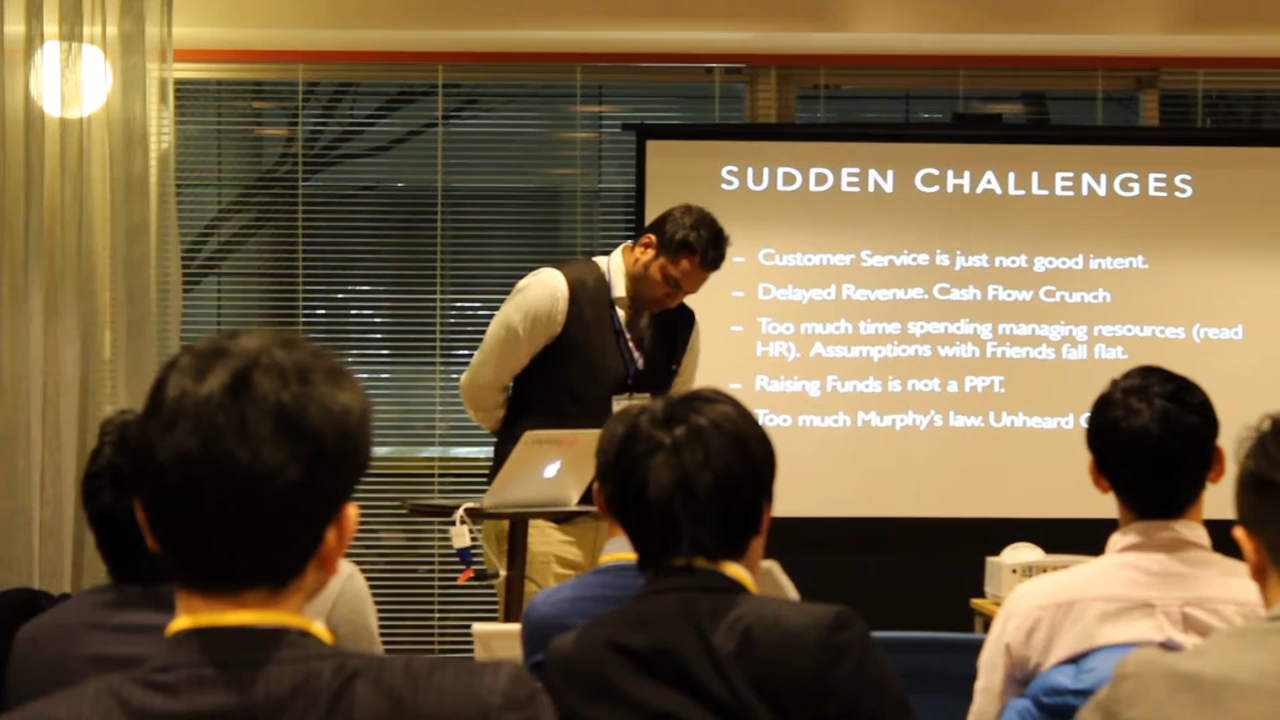 SUDDEN CHALLENGES
– Customer Service is just not good intent.
– Delayed Revenue. Cash Flow Crunch
– Too much time spending managing resources (read
HR). Assumptions with Friends fall flat.
– Raising Funds is not a PPT.
Too much Murphy's law. Unheard